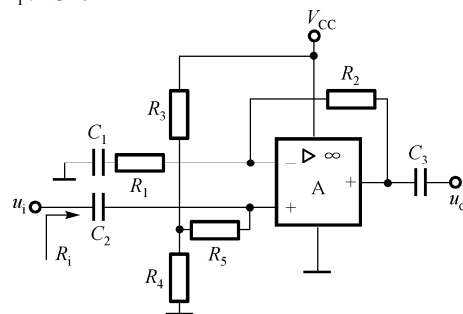 V_CC
R_2
R_3
C_1
C_3
R_1
▷ ∞
−
A
+
u_i
+
u_o
C_2
R_5
R_i
R_4